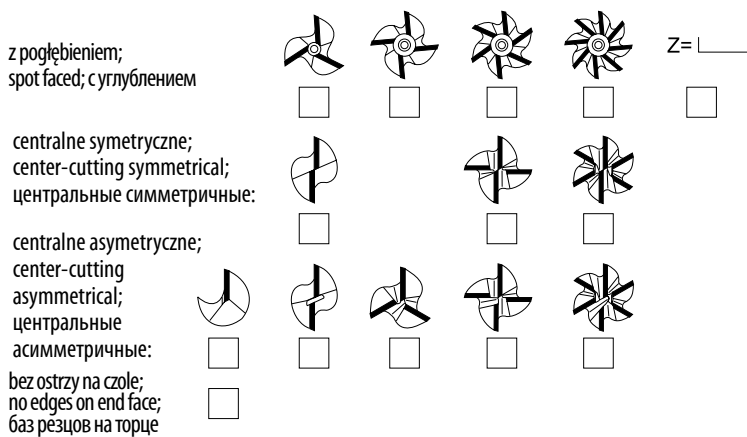 z pogłębieniem;
spot faced; с углублением
Z=
centralne symetryczne;
center-cutting symmetrical;
центральные симметричные:
centralne asymetryczne;
center-cutting
asymmetrical;
центральные
асимметричные:
bez ostrzy na czole;
no edges on end face;
баз резцов на торце